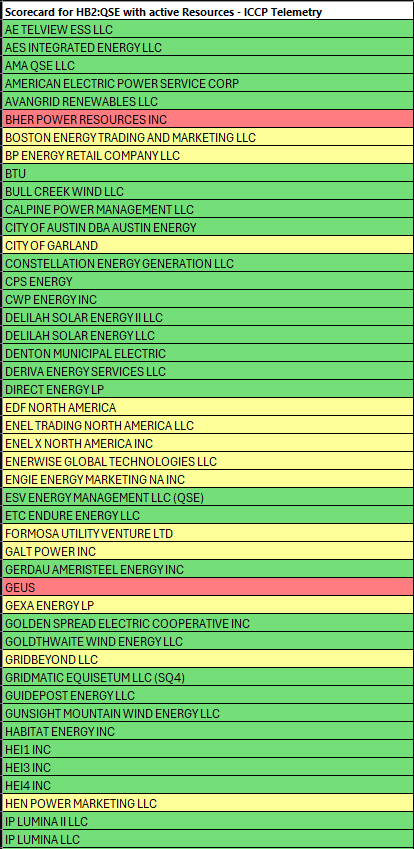 Scorecard for HB2:QSE with active Resources - ICCP Telemetry
AE TELVIEW ESS LLC
AES INTEGRATED ENERGY LLC
AMA QSE LLC
AMERICAN ELECTRIC POWER SERVICE CORP
AVANGRID RENEWABLES LLC
BHER POWER RESOURCES INC
BOSTON ENERGY TRADING AND MARKETING LLC
BP ENERGY RETAIL COMPANY LLC
BTU
BULL CREEK WIND LLC
CALPINE POWER MANAGEMENT LLC
CITY OF AUSTIN DBA AUSTIN ENERGY
CITY OF GARLAND
CONSTELLATION ENERGY GENERATION LLC
CPS ENERGY
CWP ENERGY INC
DELILAH SOLAR ENERGY II LLC
DELILAH SOLAR ENERGY LLC
DENTON MUNICIPAL ELECTRIC
DERIVA ENERGY SERVICES LLC
DIRECT ENERGY LP
EDF NORTH AMERICA
ENEL TRADING NORTH AMERICA LLC
ENEL X NORTH AMERICA INC
ENERWISE GLOBAL TECHNOLOGIES LLC
ENGIE ENERGY MARKETING NA INC
ESV ENERGY MANAGEMENT LLC (QSE)
ETC ENDURE ENERGY LLC
FORMOSA UTILITY VENTURE LTD
GALT POWER INC
GERDAU AMERISTEEL ENERGY INC
GEUS
GEXA ENERGY LP
GOLDEN SPREAD ELECTRIC COOPERATIVE INC
GOLDTHWAITE WIND ENERGY LLC
GRIDBEYOND LLC
GRIDMATIC EQUISETUM LLC (SQ4)
GUIDEPOST ENERGY LLC
GUNSIGHT MOUNTAIN WIND ENERGY LLC
HABITAT ENERGY INC
HEI1 INC
HEI3 INC
HEI4 INC
HEN POWER MARKETING LLC
IP LUMINA II LLC
IP LUMINA LLC